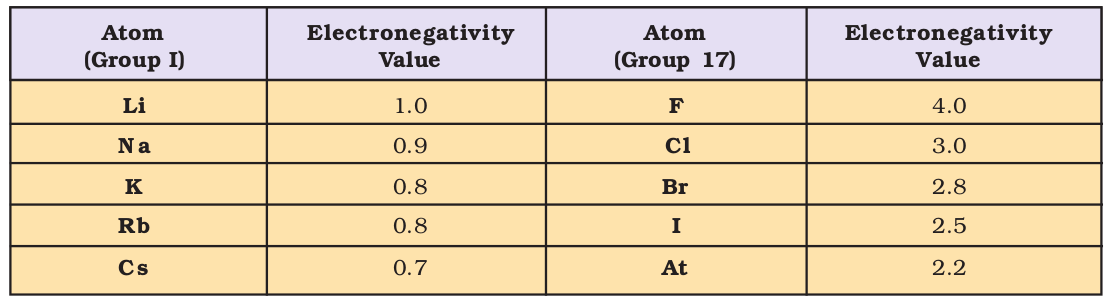 Atom Electronegativity Atom Electronegativity
(Group I) Value (Group 17) Value
Li 1.0 F 4.0
Na 0.9 Cl 3.0
K 0.8 Br 2.8
Rb 0.8 I 2.5
Cs 0.7 At 2.2